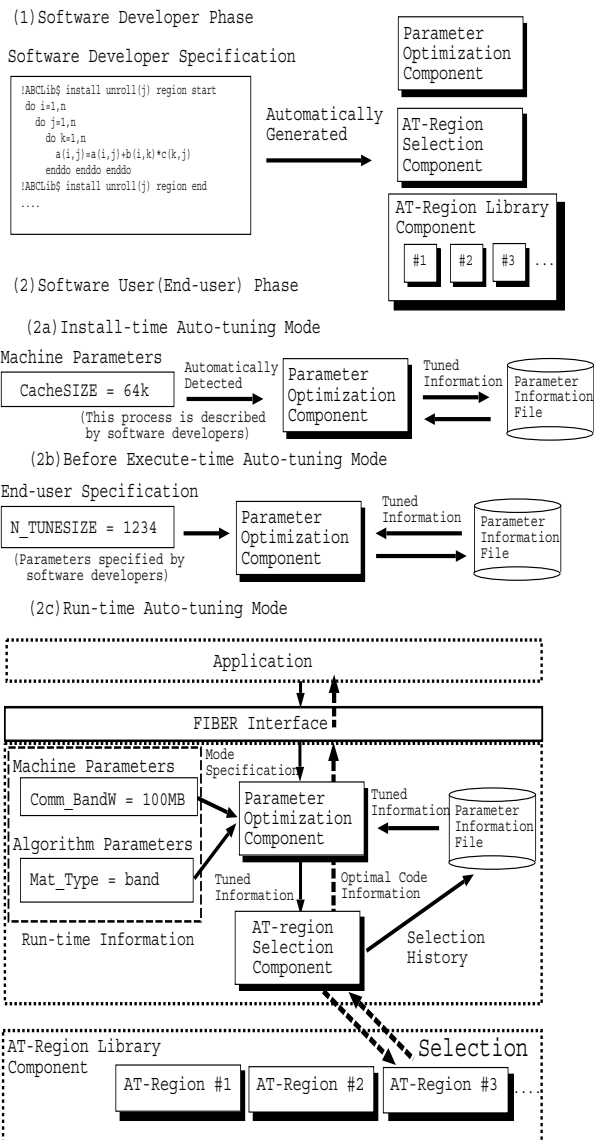 (1)Software Developer Phase
Software Developer Specification
!ABCLib$ install unroll(j) region start
do i=1,n
do j=1,n
do k=1,n
a(i,j)=a(i,j)+b(i,k)*c(k,j)
enddo enddo enddo
!ABCLib$ install unroll(j) region end
....
Automatically
Generated
Parameter
Optimization
Component
AT-Region
Selection
Component
AT-Region Library
Component
#1 #2 #3 ...
(2)Software User(End-user) Phase
(2a)Install-time Auto-tuning Mode
Machine Parameters
CacheSIZE = 64k
(This process is described
by software developers)
Automatically
Detected
Parameter
Optimization
Component
Tuned
Information
Parameter
Information
File
(2b)Before Execute-time Auto-tuning Mode
End-user Specification
N_TUNESIZE = 1234
(Parameters specified by
software developers)
Parameter
Optimization
Component
Tuned
Information
Parameter
Information
File
(2c)Run-time Auto-tuning Mode
Application
FIBER Interface
Machine Parameters
Comm_BandW = 100MB
Algorithm Parameters
Mat_Type = band
Run-time Information
Mode
Specification
Parameter
Optimization
Component
Tuned
Information
Parameter
Information
File
Tuned
Information
Optimal Code
Information
AT-region
Selection
Component
Selection
History
AT-Region Library
Component
Selection
AT-Region #1 AT-Region #2 AT-Region #3 ....